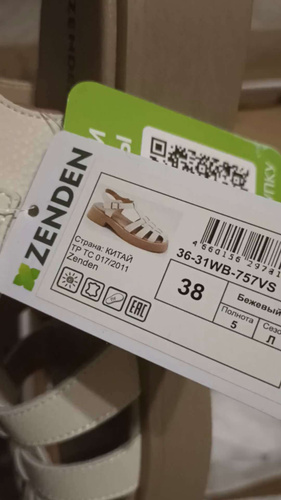 ZENDEN
Страна: КИТАЙ
ТР ТС 017/2011
Zenden
36-31WB-757VS
38
Бежевый
Полнота
5
Л
EAC